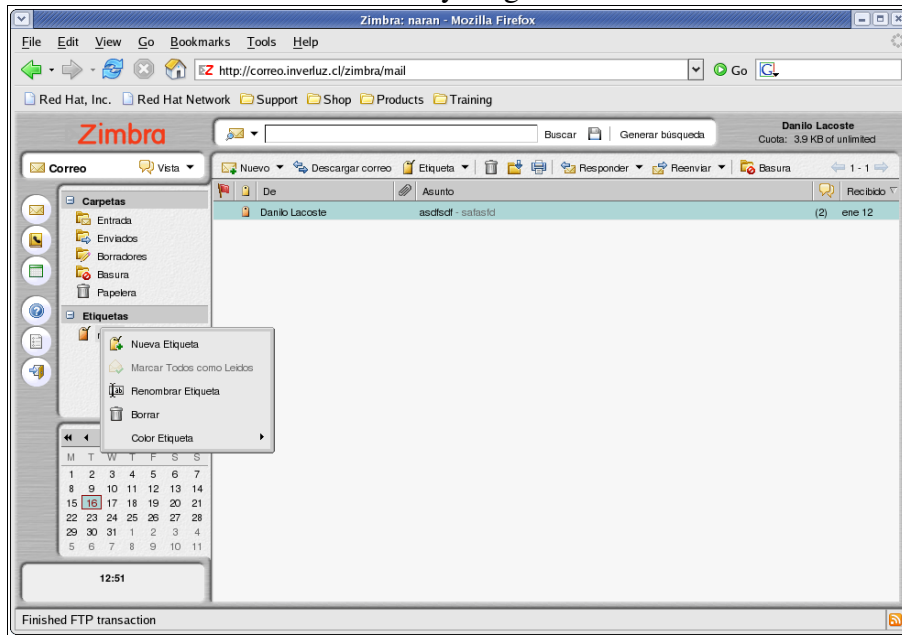 Zimbra: naran - Mozilla Firefox
File Edit View Go Bookmarks Tools Help
http://correo.inverluz.cl/zimbra/mail Go
Red Hat, Inc. Red Hat Network Support Shop Products Training
Zimbra
Buscar Generar búsqueda
Danilo Lacoste
Cuota: 3.9 KB of unlimited
Correo Vista
Nuevo Descargar correo Etiqueta Responder Reenviar Basura 1 - 1
De Asunto Recibido
Danilo Lacoste asdfsdf - safasfd (2) ene 12
Carpetas
Entrada
Enviados
Borradores
Basura
Papelera
Etiquetas
Nueva Etiqueta
Marcar Todos como Leidos
Renombrar Etiqueta
Borrar
Color Etiqueta
M T W T F S S
1 2 3 4 5 6 7
8 9 10 11 12 13 14
15 16 17 18 19 20 21
22 23 24 25 26 27 28
29 30 31 1 2 3 4
5 6 7 8 9 10 11
12:51
Finished FTP transaction